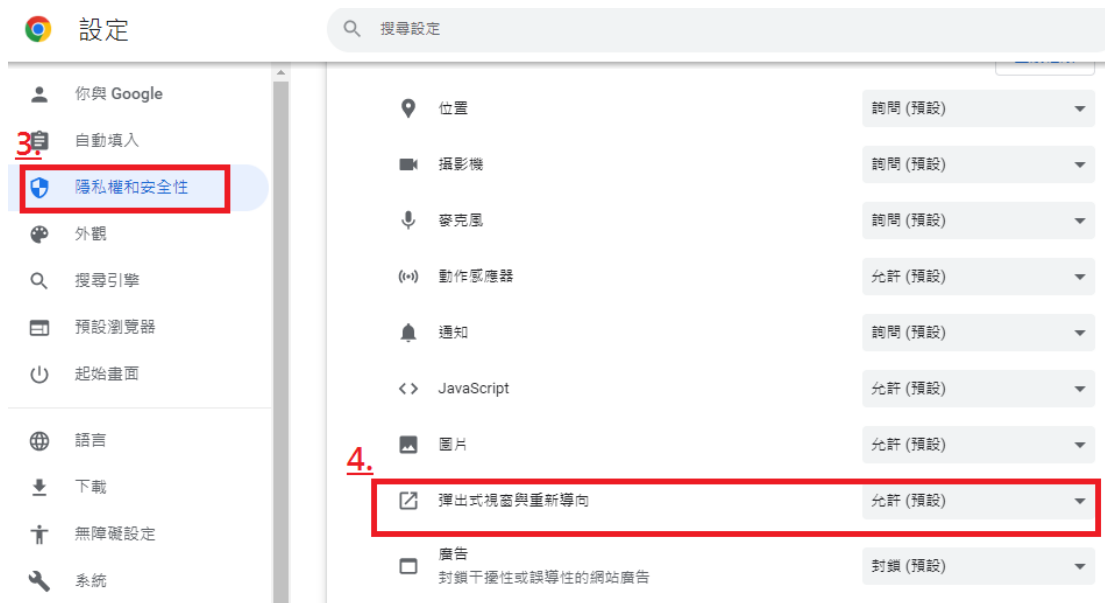 設定
搜尋設定
你與 Google
自動填入
3.
隱私權和安全性
外觀
搜尋引擎
預設瀏覽器
起始畫面
語言
下載
無障礙設定
系統
位置 詢問 (預設)
攝影機 詢問 (預設)
麥克風 詢問 (預設)
動作感應器 允許 (預設)
通知 詢問 (預設)
JavaScript 允許 (預設)
圖片 允許 (預設)
4.
彈出式視窗與重新導向 允許 (預設)
廣告 封鎖 (預設)
封鎖干擾性或誤導性的網站廣告